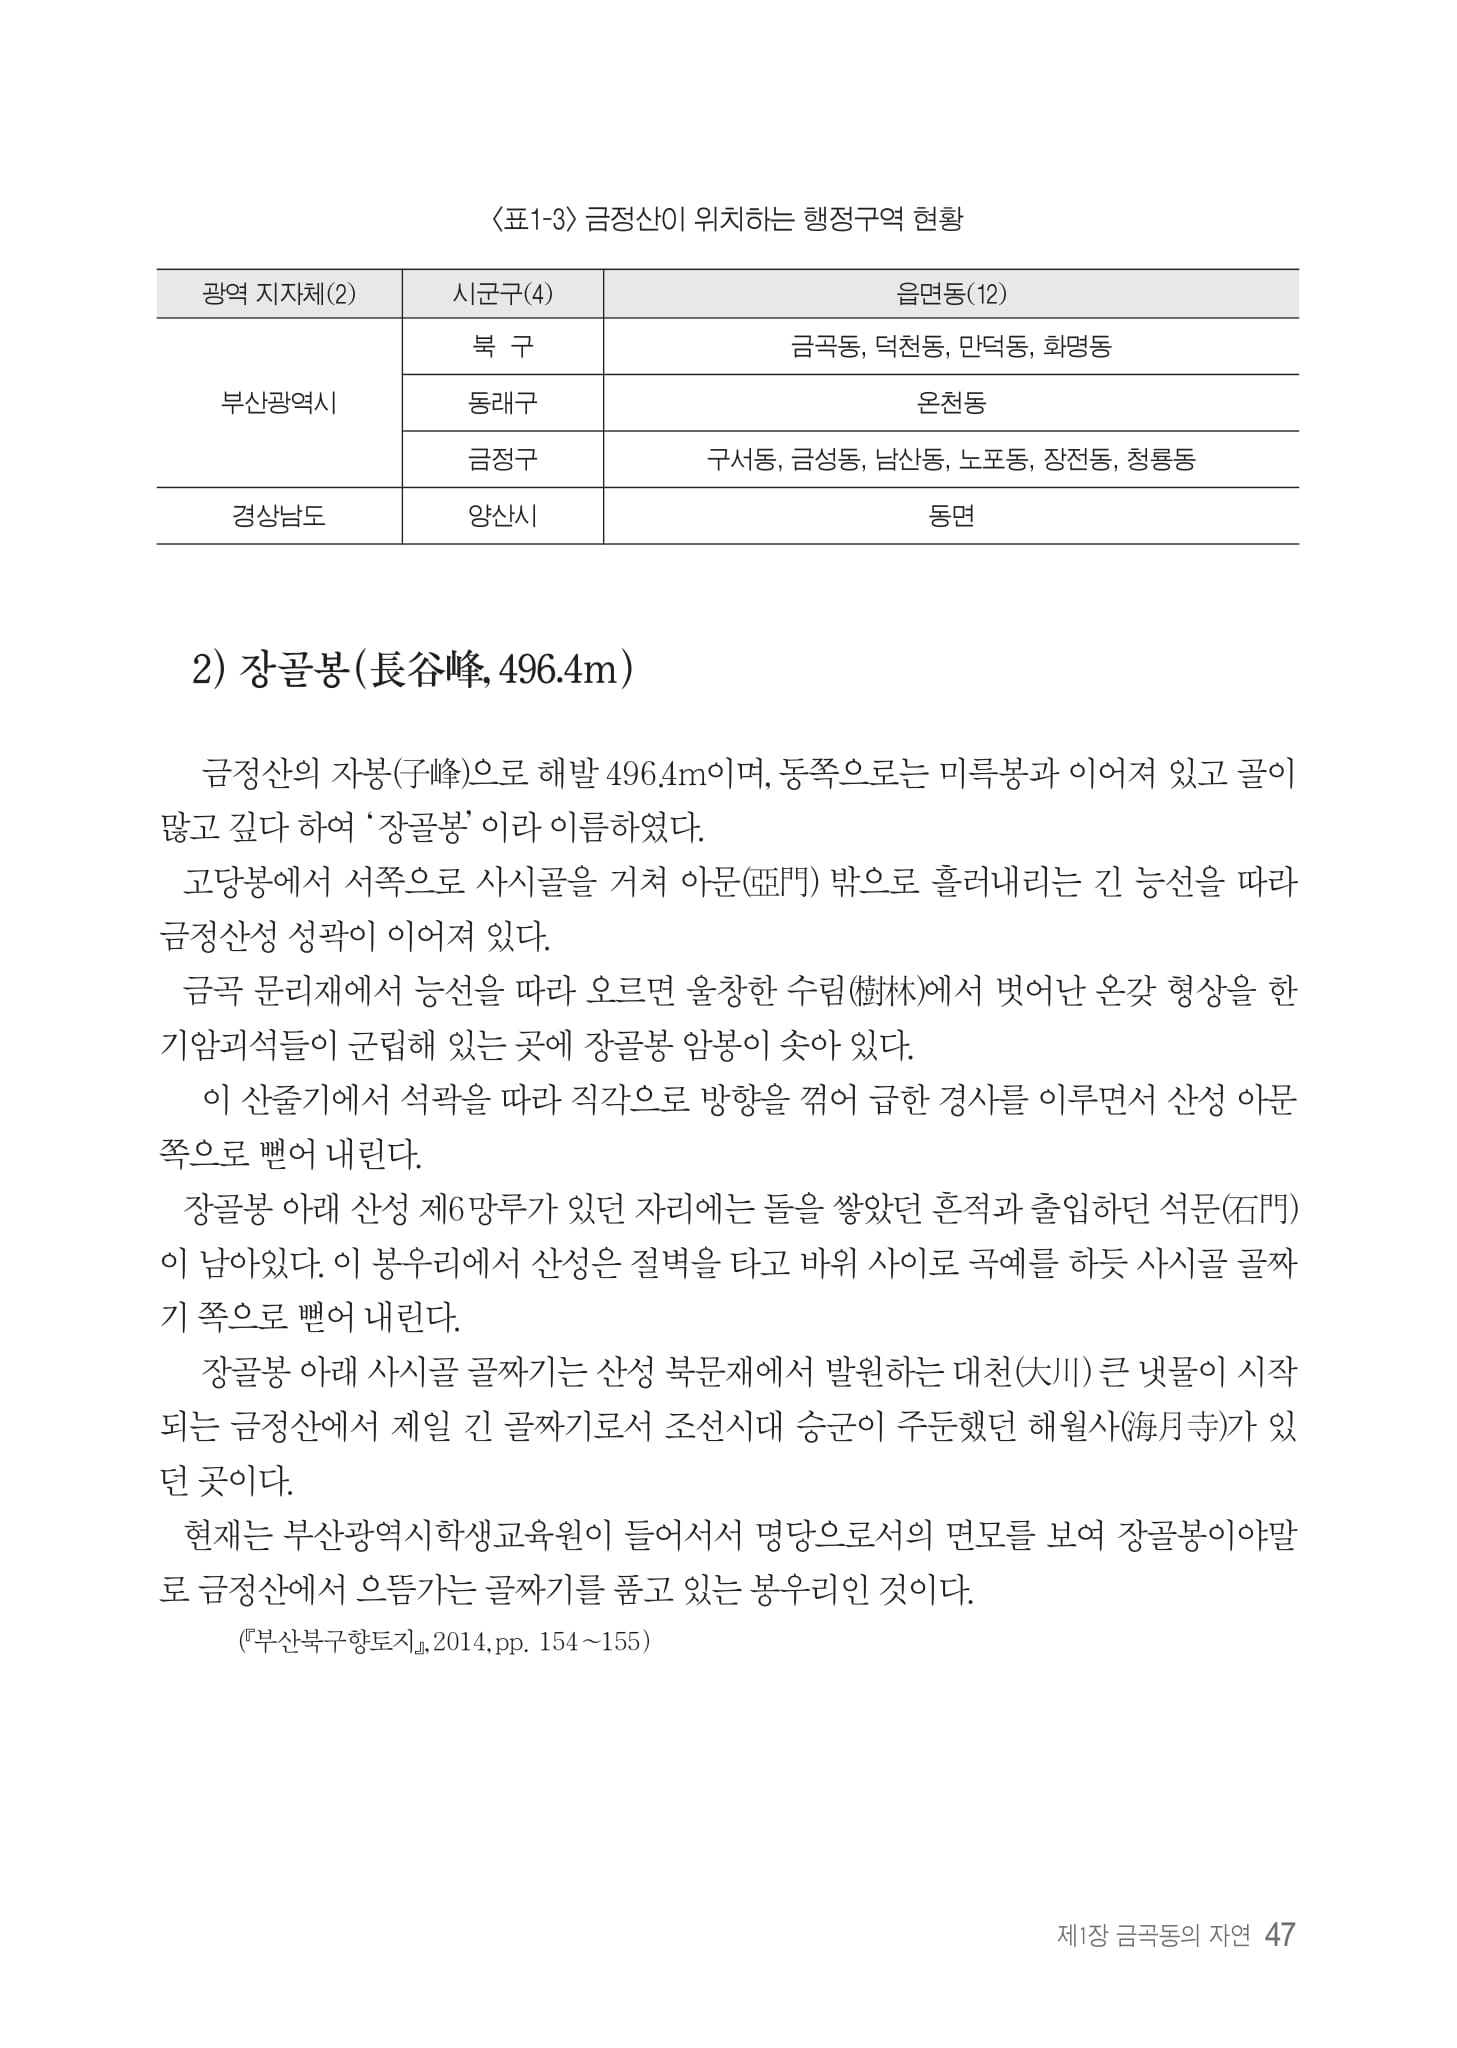 〈표1-3〉 금정산이 위치하는 행정구역 현황
광역 지자체(2) 시군구(4) 읍면동(12)
북 구 금곡동, 덕천동, 만덕동, 화명동
부산광역시 동래구 온천동
금정구 구서동, 금성동, 남산동, 노포동, 장전동, 청룡동
경상남도 양산시 동면
2) 장골봉(長谷峰, 496.4m)
금정산의 자봉(子峰)으로 해발 496.4m이며, 동쪽으로는 미륵봉과 이어져 있고 골이
많고 깊다 하여 ‘장골봉’이라 이름하였다.
고당봉에서 서쪽으로 사시골을 거쳐 아문(亞門) 밖으로 흘러내리는 긴 능선을 따라
금정산성 성곽이 이어져 있다.
금곡 문리재에서 능선을 따라 오르면 울창한 수림(樹林)에서 벗어난 온갖 형상을 한
기암괴석들이 군립해 있는 곳에 장골봉 암봉이 솟아 있다.
이 산줄기에서 석곽을 따라 직각으로 방향을 꺾어 급한 경사를 이루면서 산성 아문
쪽으로 뻗어 내린다.
장골봉 아래 산성 제6망루가 있던 자리에는 돌을 쌓았던 흔적과 출입하던 석문(石門)
이 남아있다. 이 봉우리에서 산성은 절벽을 타고 바위 사이로 곡예를 하듯 사시골 골짜
기 쪽으로 뻗어 내린다.
장골봉 아래 사시골 골짜기는 산성 북문재에서 발원하는 대천(大川) 큰 냇물이 시작
되는 금정산에서 제일 긴 골짜기로서 조선시대 승군이 주둔했던 해월사(海月寺)가 있
던 곳이다.
현재는 부산광역시학생교육원이 들어서서 명당으로서의 면모를 보여 장골봉이야말
로 금정산에서 으뜸가는 골짜기를 품고 있는 봉우리인 것이다.
(『부산북구향토지』, 2014, pp. 154~155)
제1장 금곡동의 자연 47